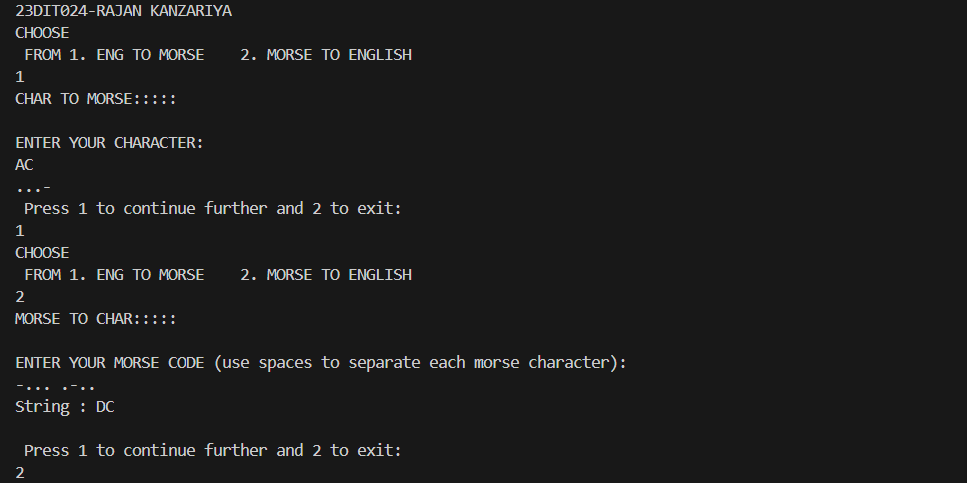 23DIT024-RAJAN KANZARIYA
CHOOSE
 FROM 1. ENG TO MORSE    2. MORSE TO ENGLISH
1
CHAR TO MORSE:::::
ENTER YOUR CHARACTER:
AC
...-
 Press 1 to continue further and 2 to exit:
1
CHOOSE
 FROM 1. ENG TO MORSE    2. MORSE TO ENGLISH
2
MORSE TO CHAR:::::
ENTER YOUR MORSE CODE (use spaces to separate each morse character):
-... .-..
String : DC
 Press 1 to continue further and 2 to exit:
2